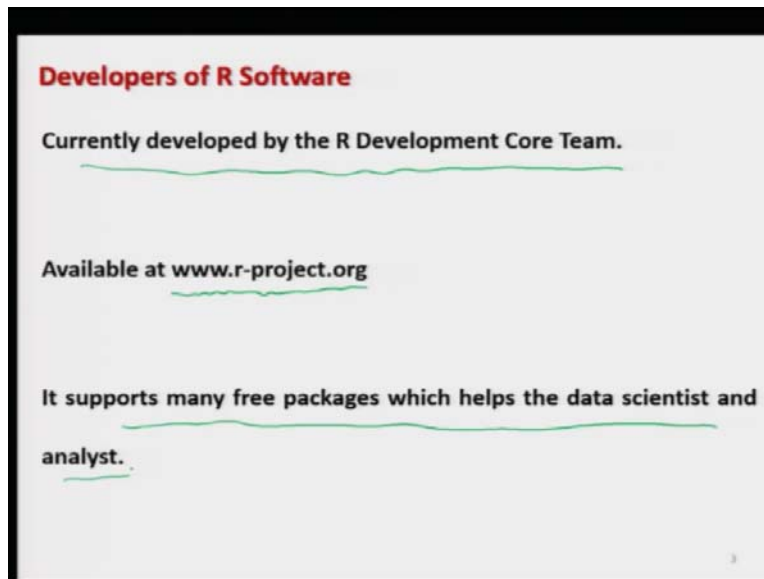 Developers of R Software
Currently developed by the R Development Core Team.
Available at www.r-project.org
It supports many free packages which helps the data scientist and
analyst.
3